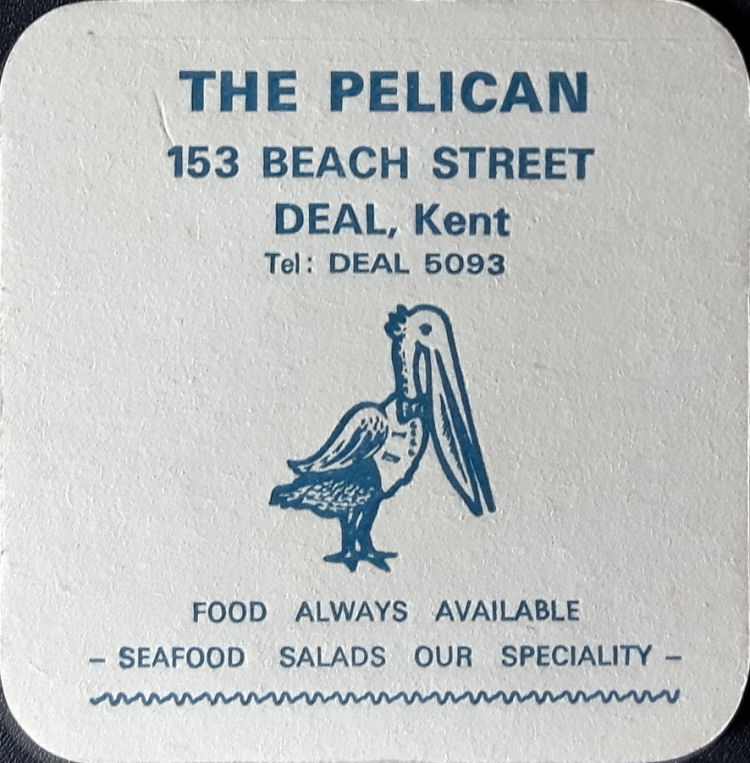 THE PELICAN
153 BEACH STREET
DEAL, Kent
Tel: DEAL 5093
FOOD ALWAYS AVAILABLE
- SEAFOOD SALADS OUR SPECIALITY -